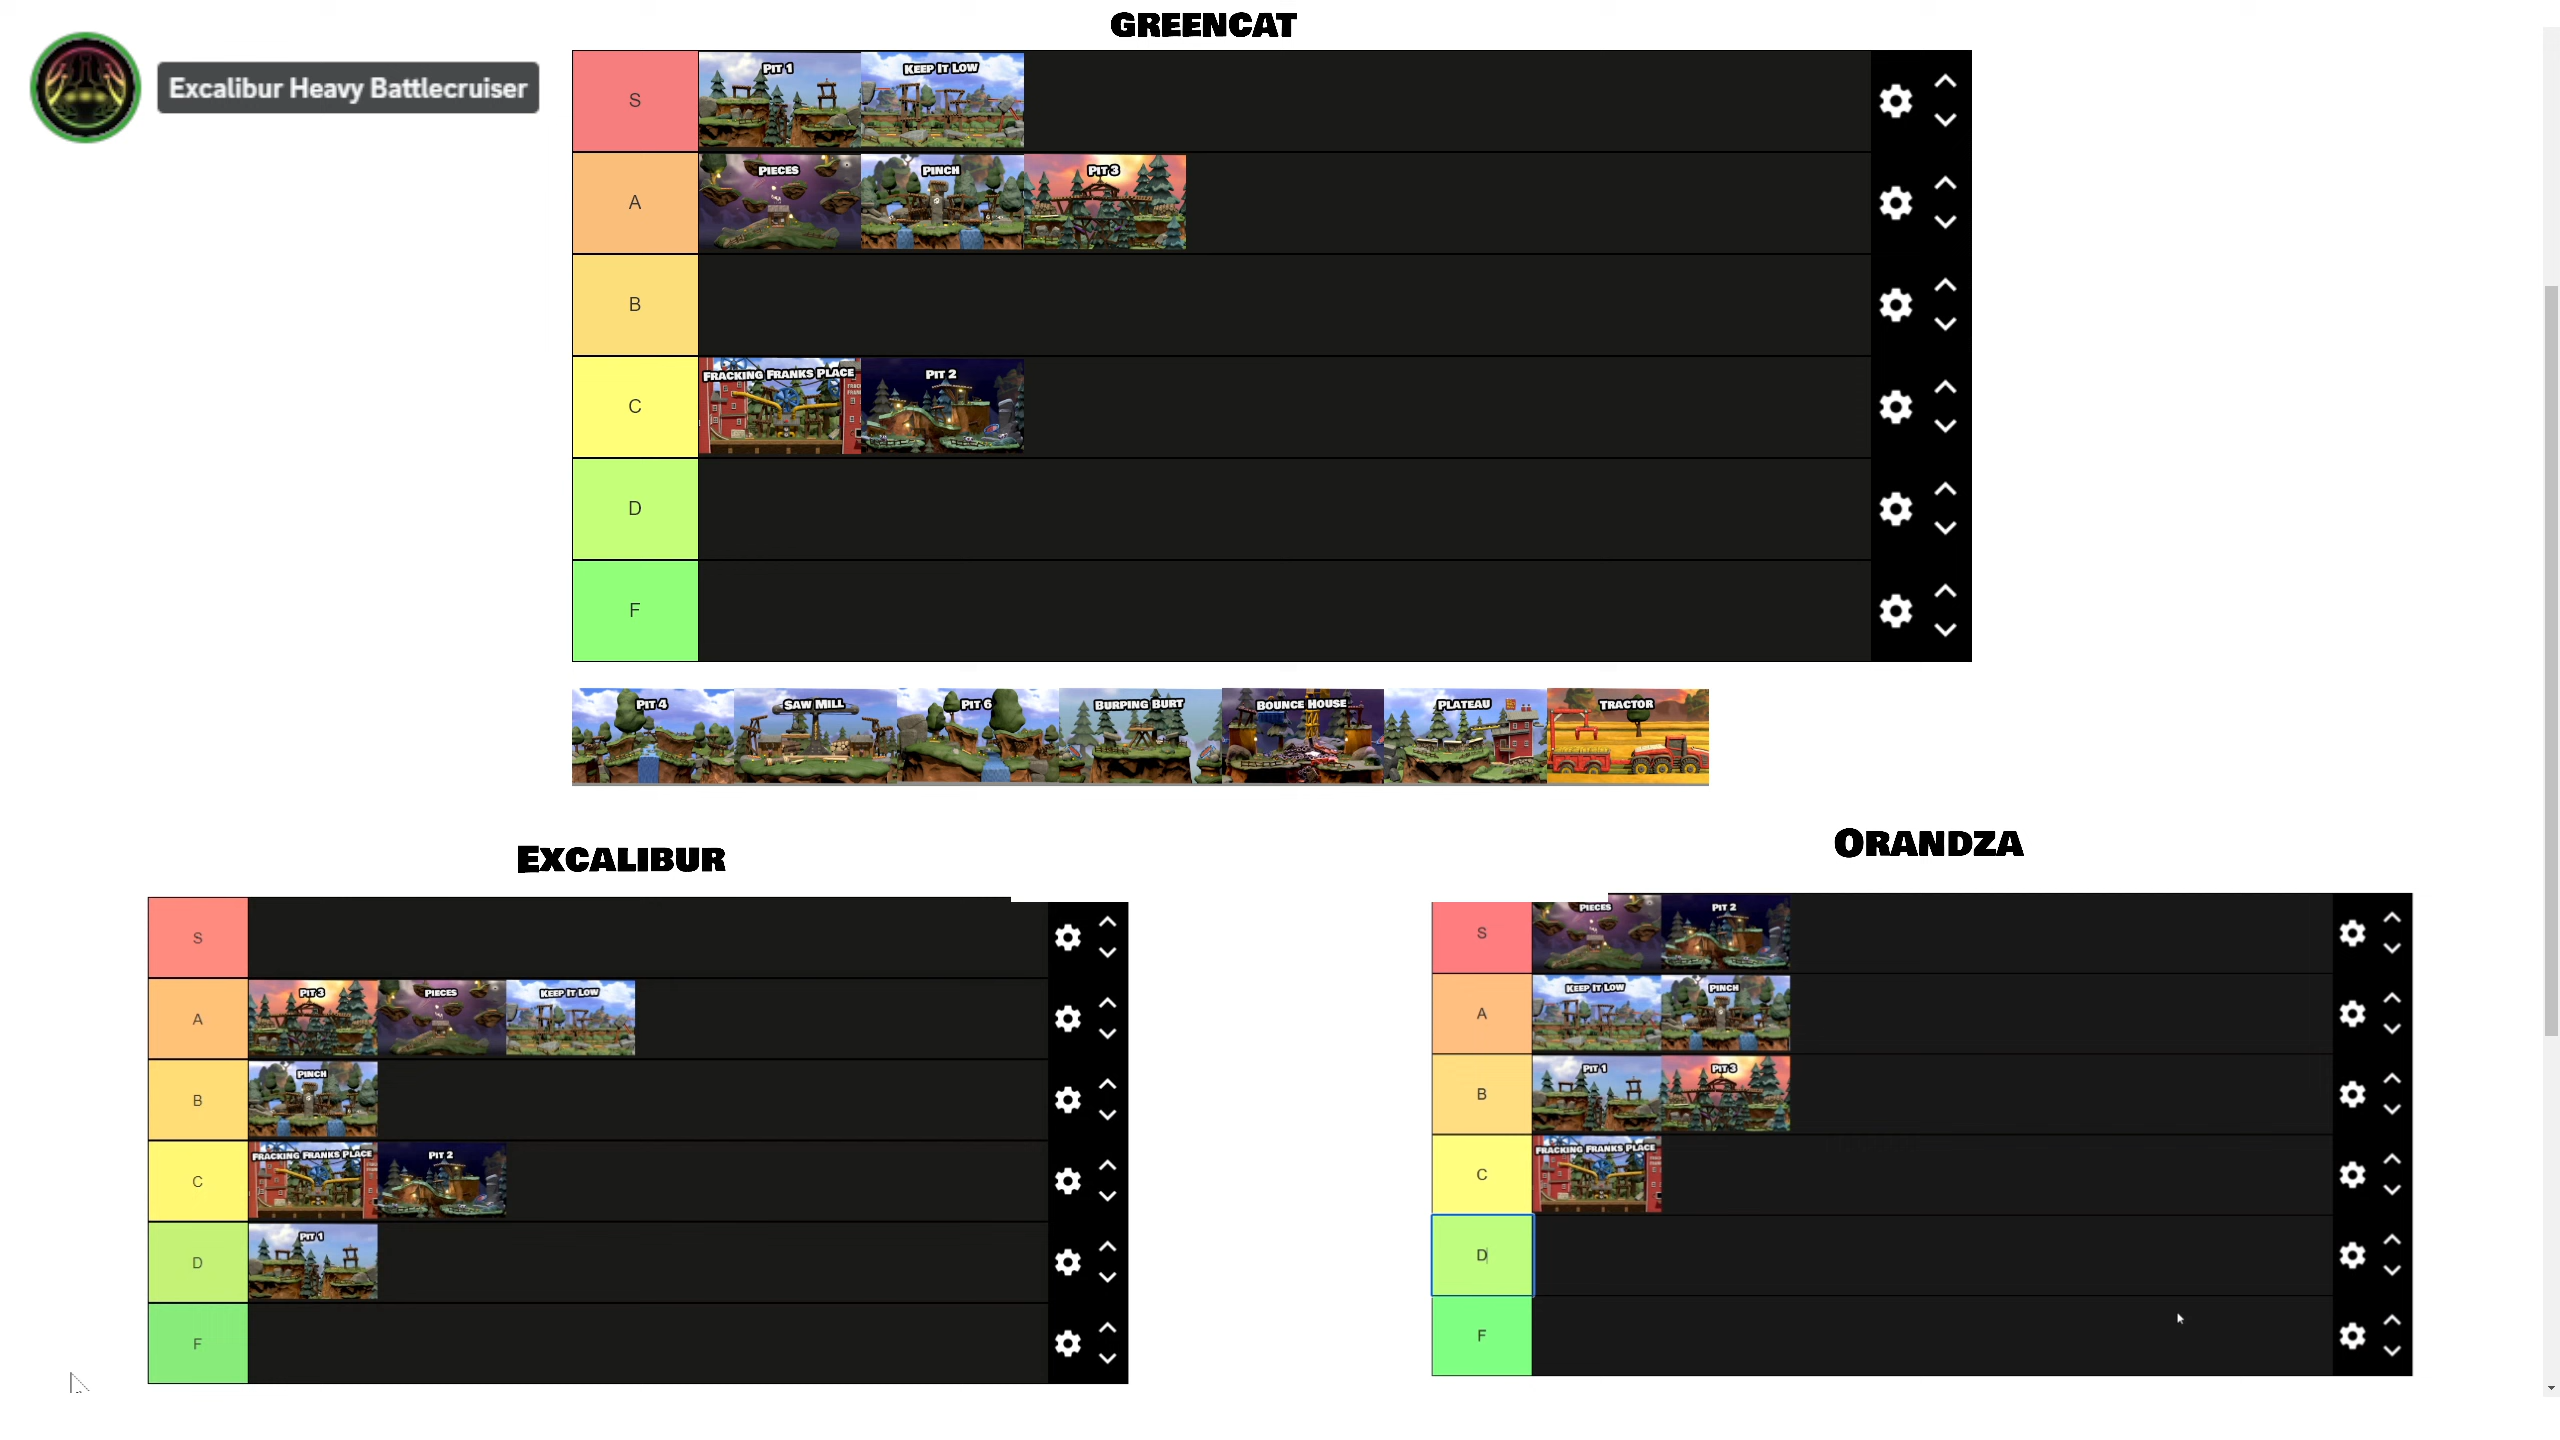 GREENCAT
Excalibur Heavy Battlecruiser
S
PIT 1
KEEP IT LOW
A
PIECES
PINCH
PIT 3
B
C
FRACKING FRANKS PLACE
PIT 2
D
F
PIT 4
SAW MILL
PIT 6
BURPING BURT
BOUNCE HOUSE
PLATEAU
TRACTOR
EXCALIBUR
S
A
PIT 3
PIECES
KEEP IT LOW
B
PINCH
C
FRACKING FRANKS PLACE
PIT 2
D
PIT 1
F
ORANDZA
S
PIECES
PIT 2
A
KEEP IT LOW
PINCH
B
PIT 1
PIT 3
C
FRACKING FRANKS PLACE
D
F